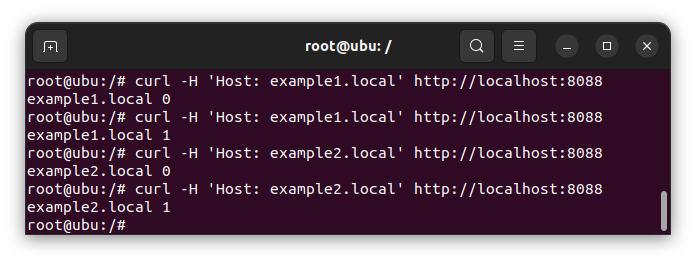 root@ubu: /
root@ubu:/# curl -H 'Host: example1.local' http://localhost:8088
example1.local 0
root@ubu:/# curl -H 'Host: example1.local' http://localhost:8088
example1.local 1
root@ubu:/# curl -H 'Host: example2.local' http://localhost:8088
example2.local 0
root@ubu:/# curl -H 'Host: example2.local' http://localhost:8088
example2.local 1
root@ubu:/#